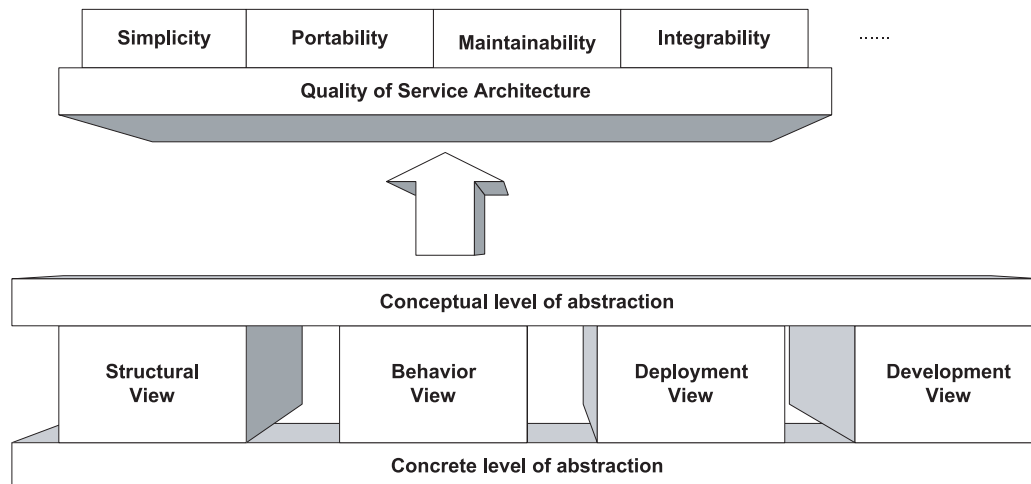 Simplicity
Portability
Maintainability
Integrability
......
Quality of Service Architecture
Conceptual level of abstraction
Structural
View
Behavior
View
Deployment
View
Development
View
Concrete level of abstraction